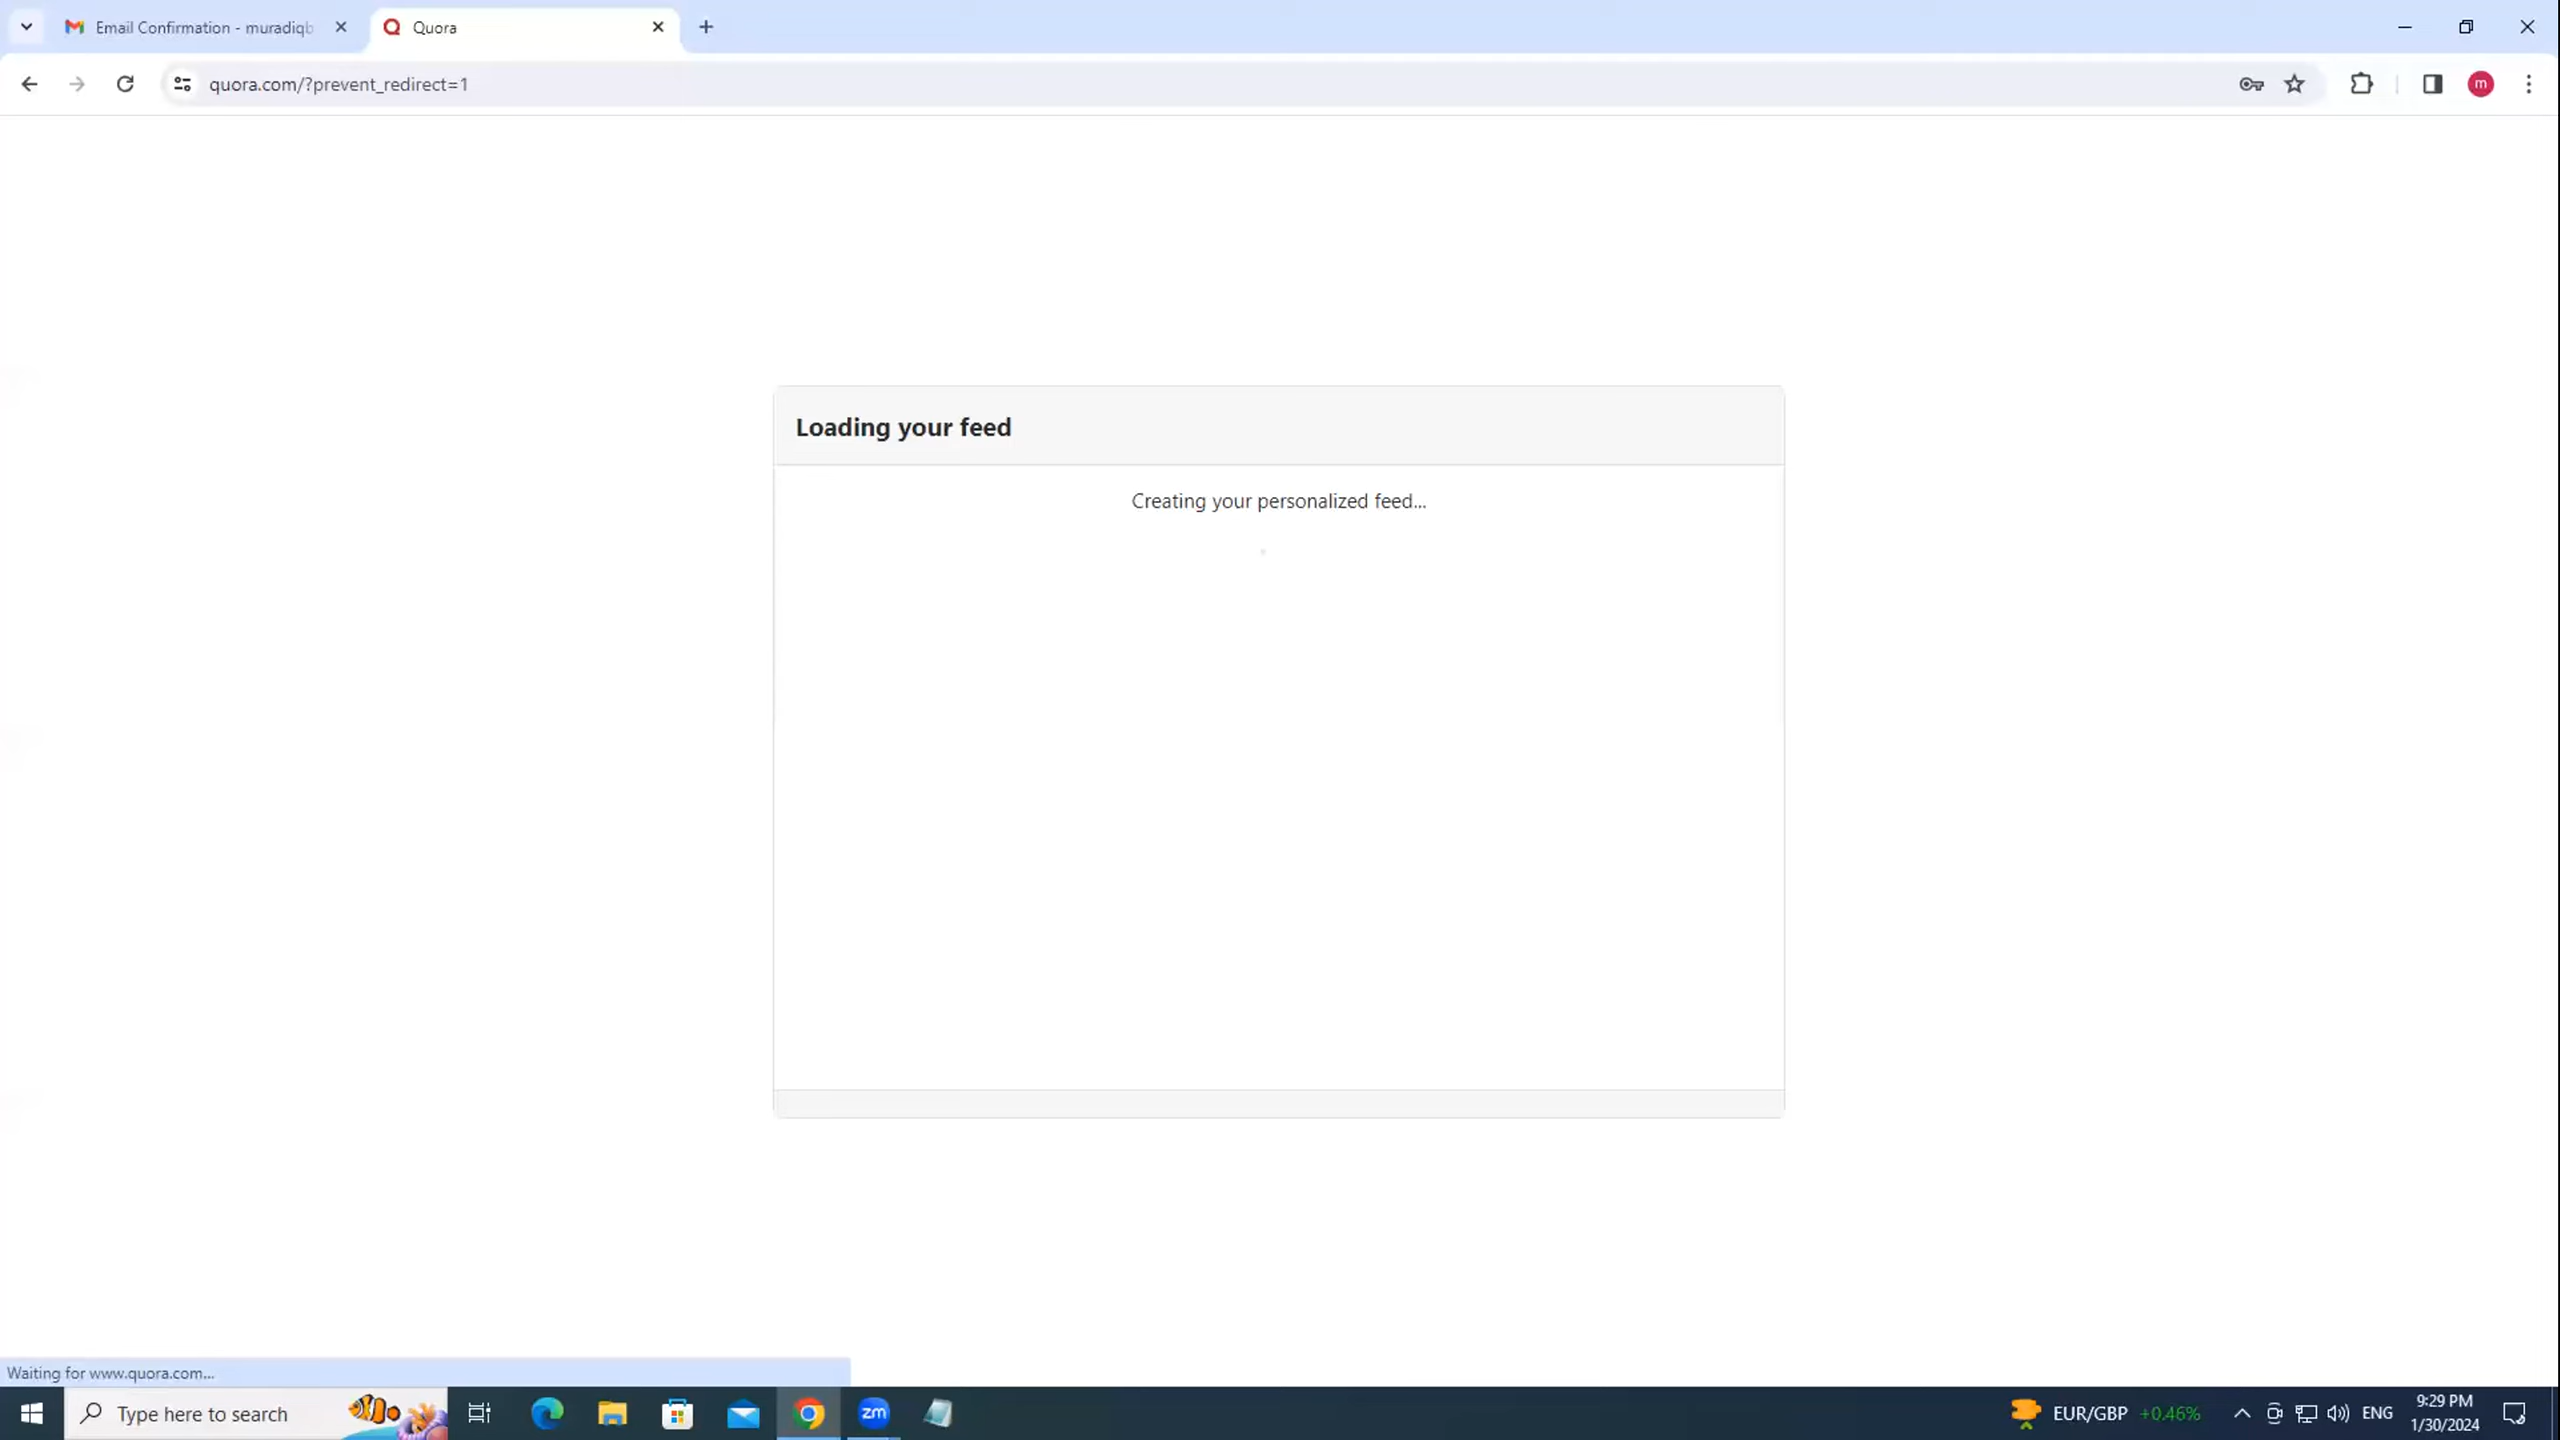 Email Confirmation - muradiqb
Quora
quora.com/?prevent_redirect=1
m
Loading your feed
Creating your personalized feed...
Waiting for www.quora.com...
Type here to search
zm
EUR/GBP +0.46%
ENG
9:29 PM
1/30/2024